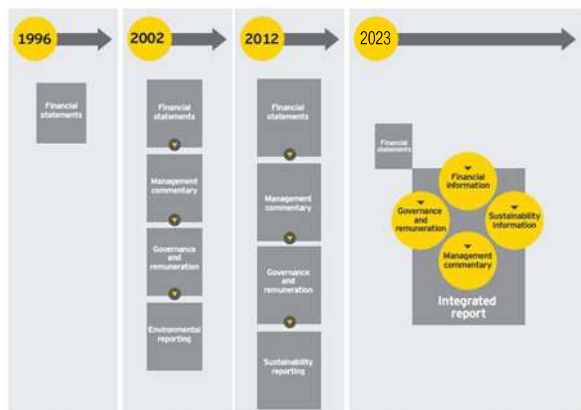 1996
Financial
statements
2002
Financial
statements
Management
commentary
Governance
and
remuneration
Environmental
reporting
2012
Financial
statements
Management
commentary
Governance
and
remuneration
Sustainability
reporting
2023
Financial
statements
Financial
information
Governance
and
remuneration
Sustainability
information
Management
commentary
Integrated
report